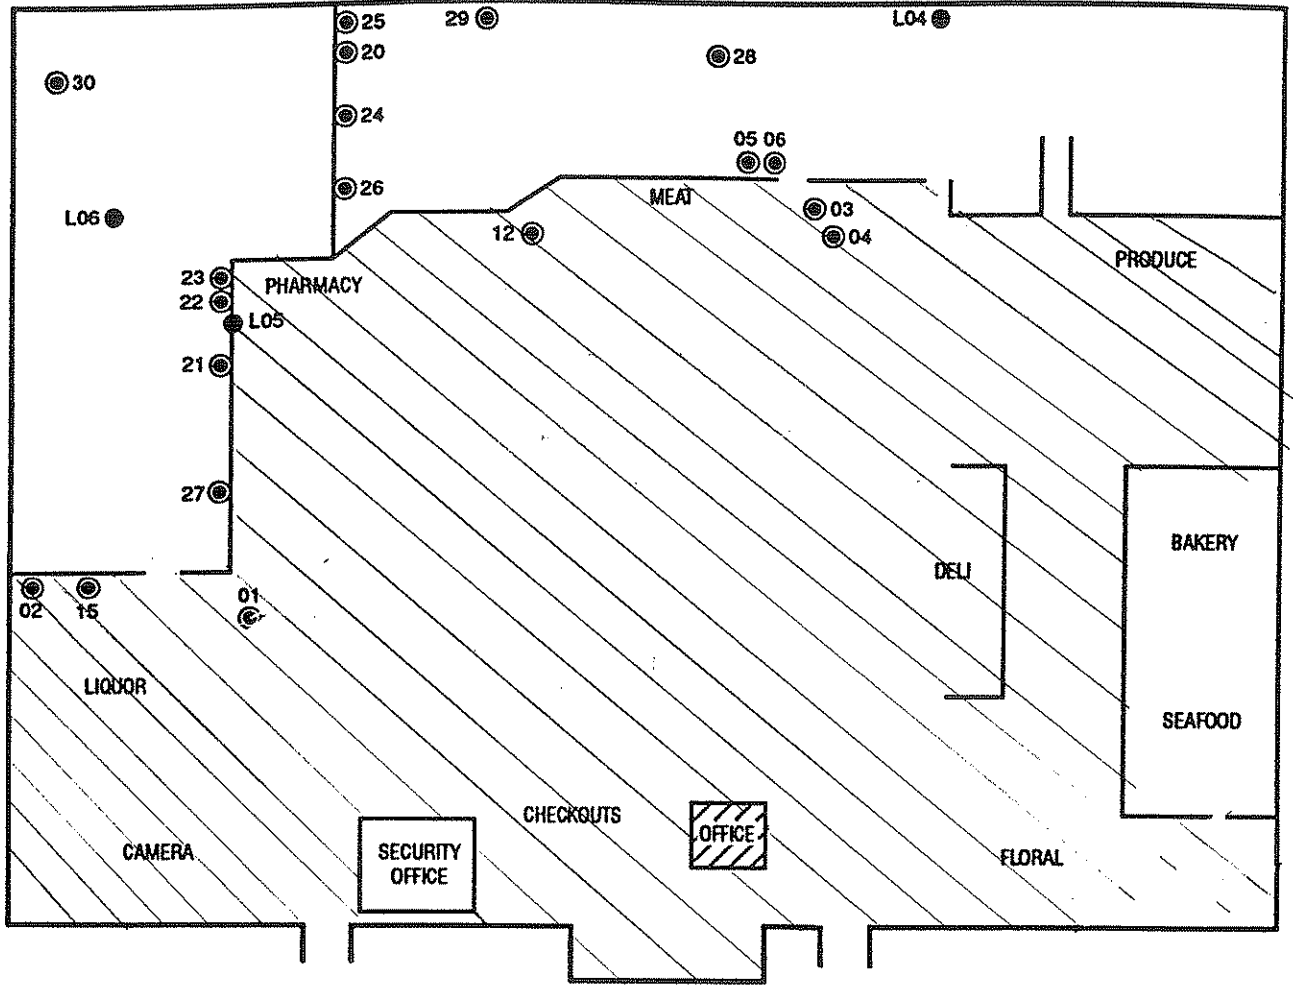 25
29
L04
20
28
30
24
05 06
26
MEAT
03
L06
12
04
PRODUCE
23
PHARMACY
22
L05
21
27
BAKERY
DELI
02
15
01
LIQUOR
SEAFOOD
CHECKOUTS
OFFICE
CAMERA
SECURITY
OFFICE
FLORAL